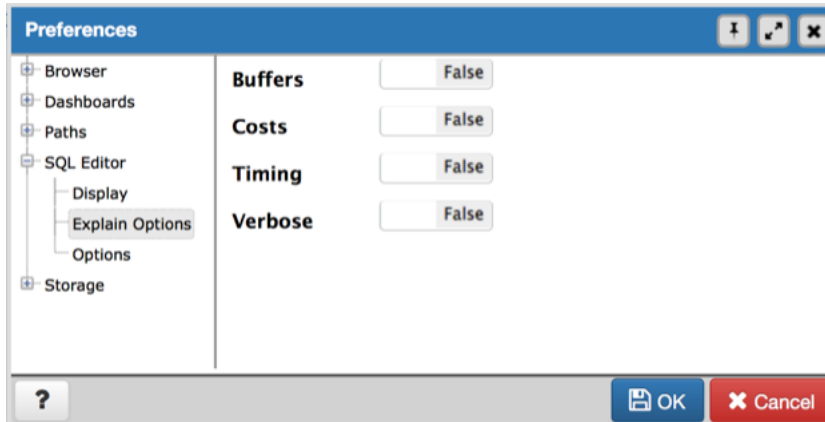 Preferences
Browser
Dashboards
Paths
SQL Editor
Display
Explain Options
Options
Storage
Buffers False
Costs False
Timing False
Verbose False
? OK Cancel